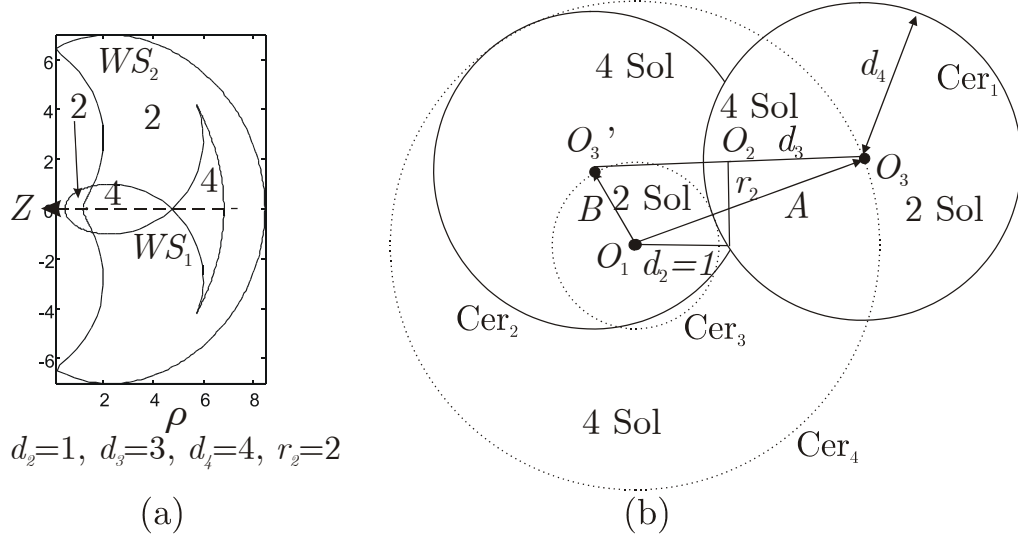 6
WS₂
4
2
2
2
4
4
Z
0
WS₁
-2
-4
-6
2 4 6 8
ρ
d₂=1, d₃=3, d₄=4, r₂=2
(a)
4 Sol
d₄
Cer₁
4 Sol
O₃'
O₂
d₃
O₃
2 Sol
r₂
A
2 Sol
B
O₁
d₂=1
Cer₂
Cer₃
4 Sol
Cer₄
(b)